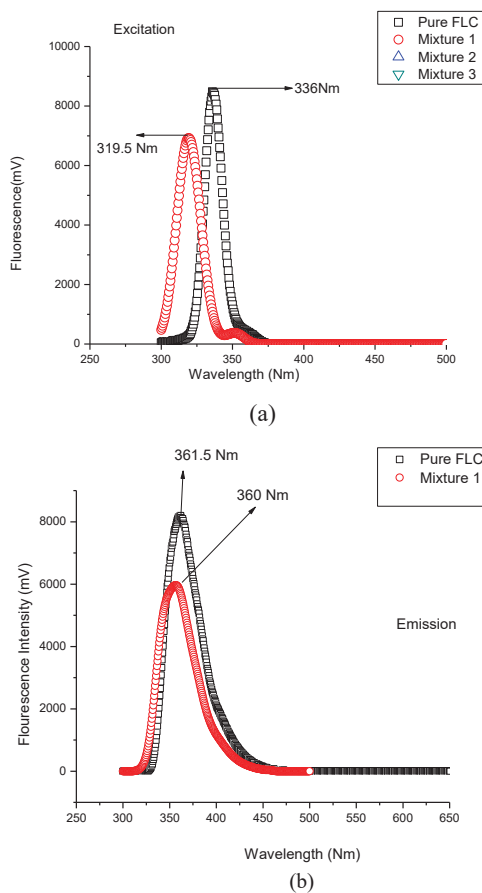 Excitation
Pure FLC
Mixture 1
Mixture 2
Mixture 3
336Nm
319.5 Nm
Fluorescence(mV)
10000
8000
6000
4000
2000
0
250 300 350 400 450 500
Wavelength (Nm)
(a)
361.5 Nm
Pure FLC
Mixture 1
360 Nm
Emission
Flourescence Intensity (mV)
8000
6000
4000
2000
0
300 350 400 450 500 550 600 650
Wavelength (Nm)
(b)